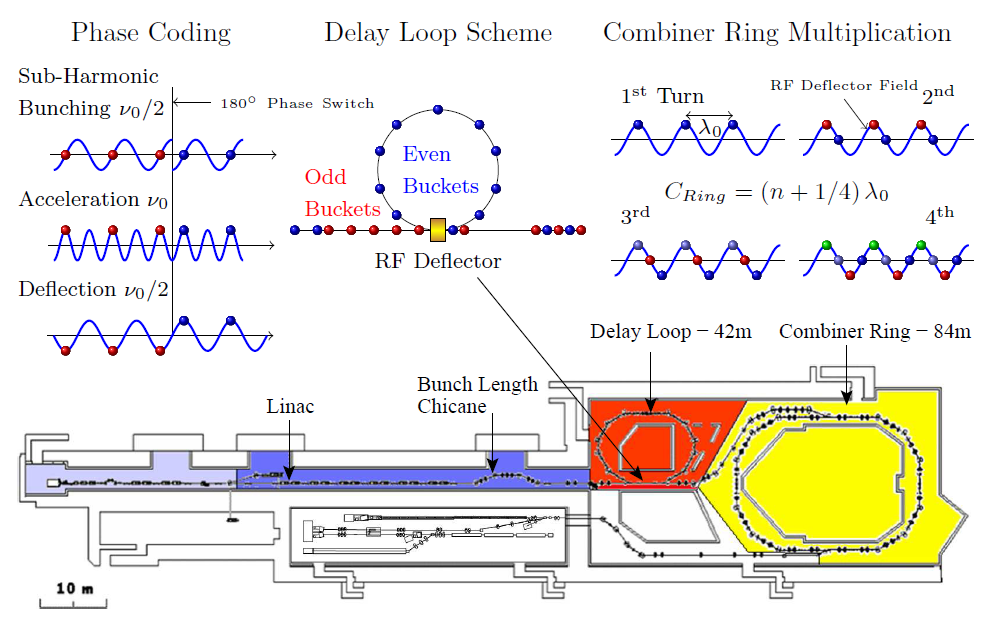 Phase Coding
Delay Loop Scheme
Combiner Ring Multiplication
Sub-Harmonic
Bunching ν₀/2
180° Phase Switch
Acceleration ν₀
Deflection ν₀/2
Odd
Buckets
Even
Buckets
RF Deflector
1st Turn
λ₀
RF Deflector Field
2nd
C_Ring = (n + 1/4) λ₀
3rd
4th
Delay Loop − 42m
Combiner Ring − 84m
Bunch Length
Chicane
Linac
10 m